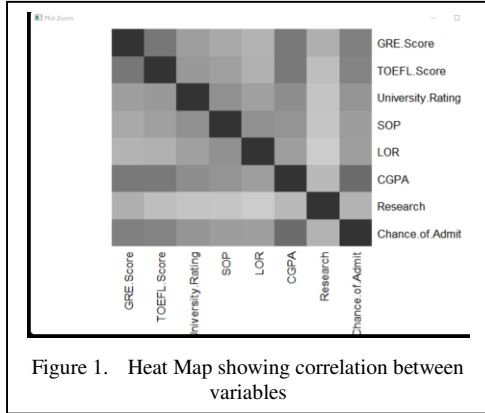 Plot Zoom
GRE.Score
TOEFL.Score
University.Rating
SOP
LOR
CGPA
Research
Chance.of.Admit
GRE.Score
TOEFL.Score
University.Rating
SOP
LOR
CGPA
Research
Chance.of.Admit
Figure 1. Heat Map showing correlation between
variables